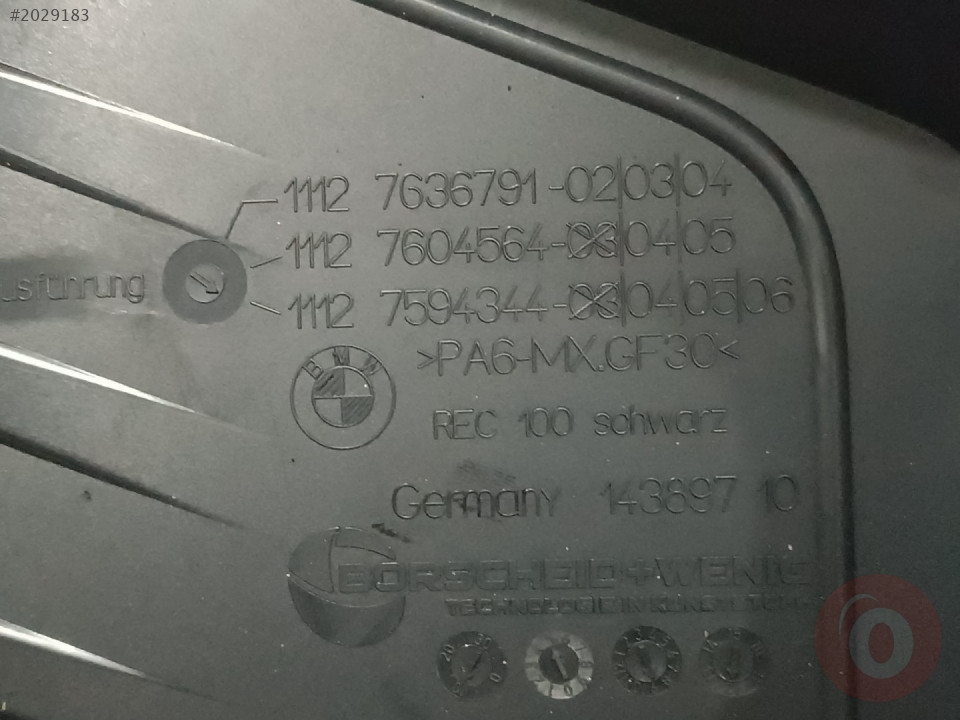 #2029183
1112 7636791-02|03|04
1112 7604564-03|04|05
usführung
1112 7594344-03|04|05|06
BMW
>PA6-MX.GF30<
REC 100 schwarz
Germany 143897 10
BORSCHEID+WENIG
o